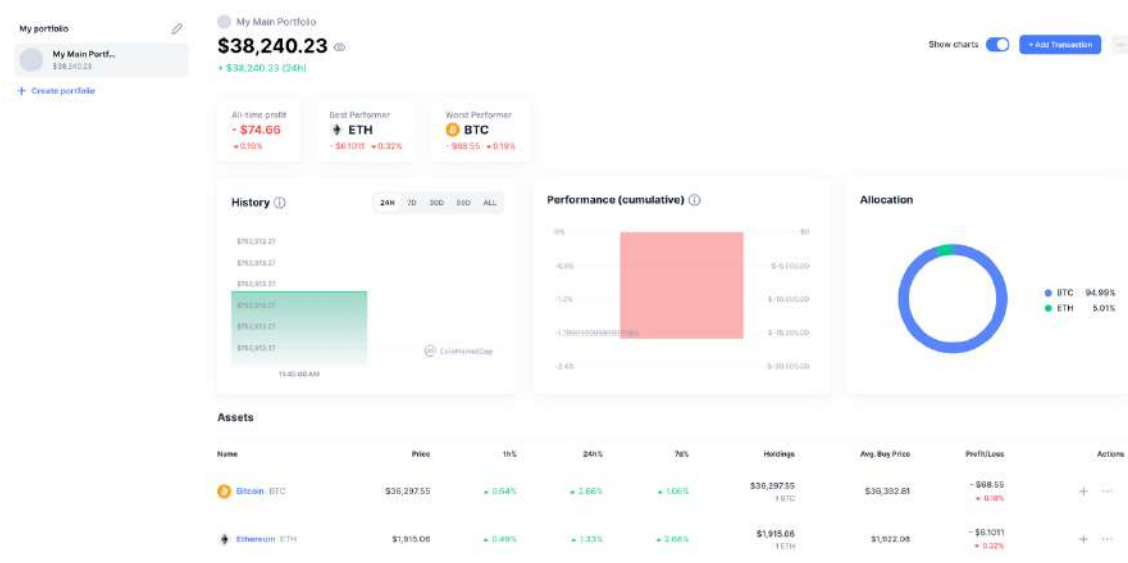 My portfolio
My Main Portf...
$38,240.23
+ Create portfolio
My Main Portfolio
$38,240.23
+ $38,240.23 (24h)
Show charts
+ Add Transaction
All-time profit
- $74.66
0.19%
Best Performer
ETH
- $6.1011 0.32%
Worst Performer
BTC
- $68.55 0.19%
History
24H 7D 30D 90D ALL
11:40:00 AM
CoinMarketCap
Performance (cumulative)
0% $0
-1.2%
-2.4%
Allocation
BTC 94.99%
ETH 5.01%
Assets
Name Price 1h% 24h% 7d% Holdings Avg. Buy Price Profit/Loss Actions
Bitcoin BTC $36,297.55 0.64% 2.66% 1.06% $36,297.55 $36,392.81 - $68.55
1 BTC 0.19%
Ethereum ETH $1,915.06 0.49% 1.33% 2.68% $1,915.06 $1,922.06 - $6.1011
1 ETH 0.32%